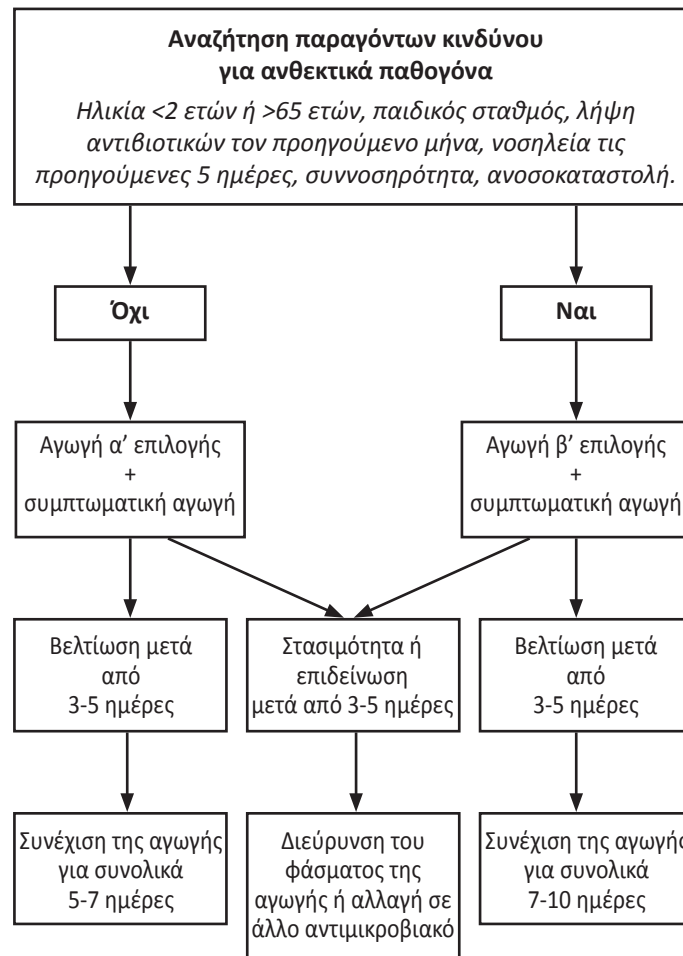 Αναζήτηση παραγόντων κινδύνου
για ανθεκτικά παθογόνα
Ηλικία <2 ετών ή >65 ετών, παιδικός σταθμός, λήψη
αντιβιοτικών τον προηγούμενο μήνα, νοσηλεία τις
προηγούμενες 5 ημέρες, συννοσηρότητα, ανοσοκαταστολή.
Όχι
Ναι
Αγωγή α’ επιλογής
+
συμπτωματική αγωγή
Αγωγή β’ επιλογής
+
συμπτωματική αγωγή
Βελτίωση μετά
από
3-5 ημέρες
Στασιμότητα ή
επιδείνωση
μετά από 3-5 ημέρες
Βελτίωση μετά
από
3-5 ημέρες
Συνέχιση της αγωγής
για συνολικά
5-7 ημέρες
Διεύρυνση του
φάσματος της
αγωγής ή αλλαγή σε
άλλο αντιμικροβιακό
Συνέχιση της αγωγής
για συνολικά
7-10 ημέρες